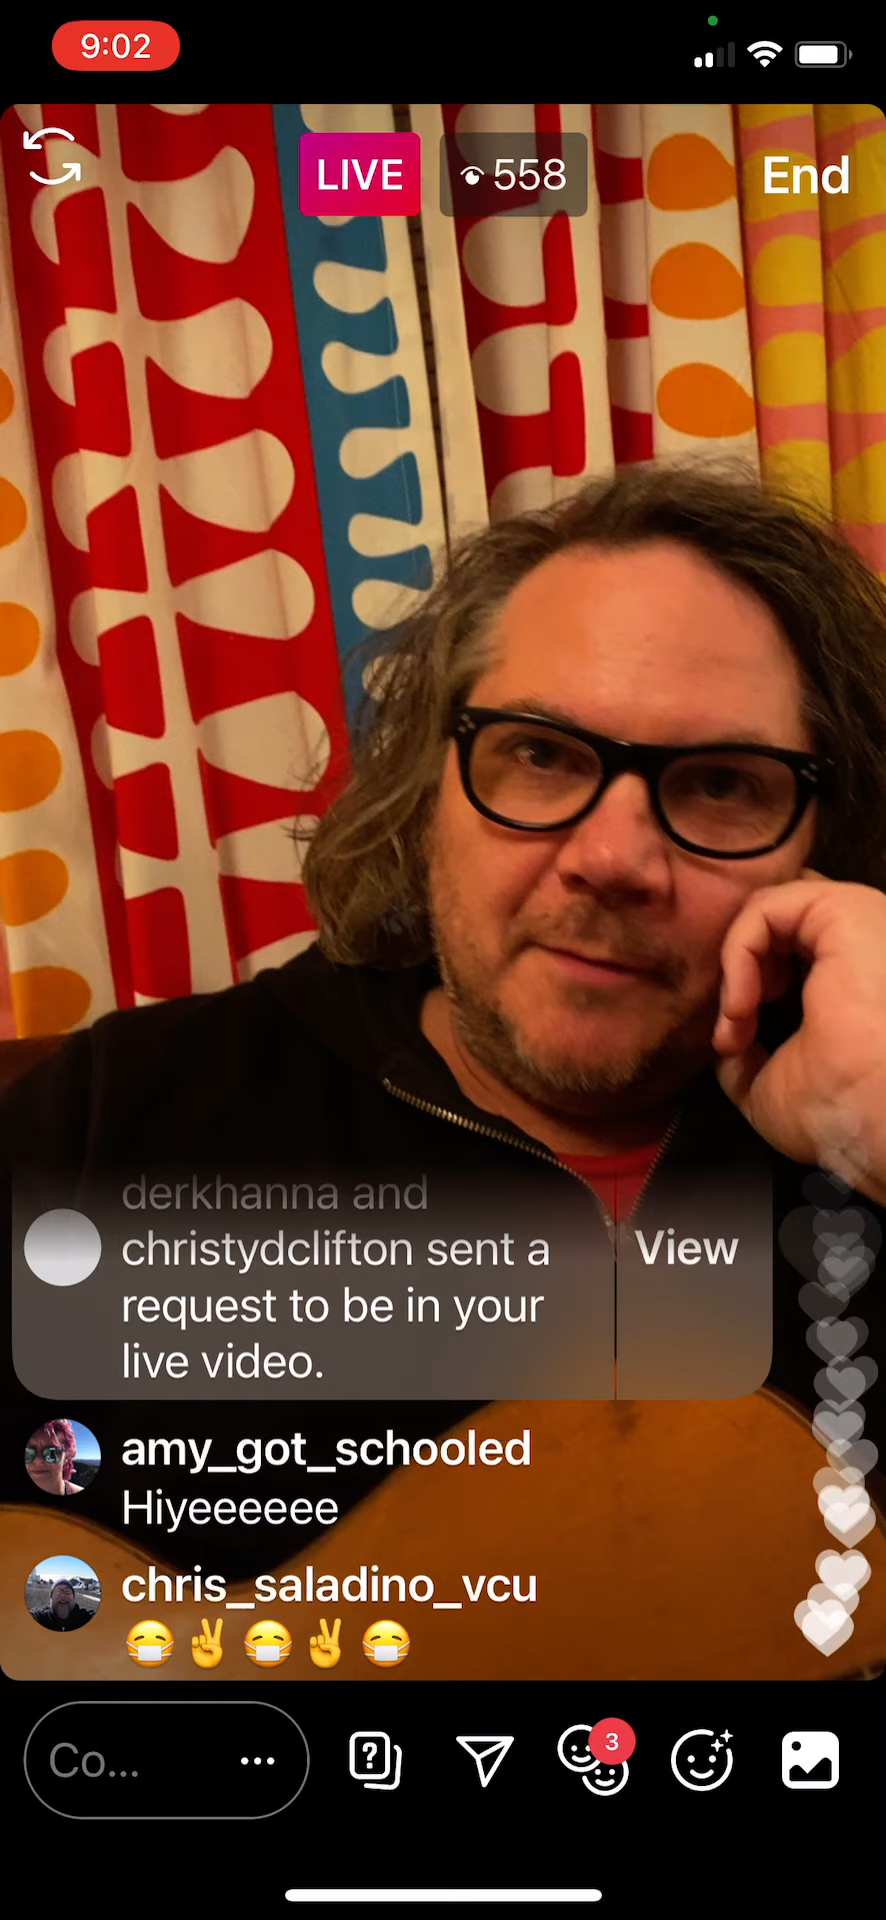 9:02
LIVE
558
End
derkhanna and
christydclifton sent a
request to be in your
live video.
View
amy_got_schooled
Hiyeeeeee
chris_saladino_vcu
😷✌️😷✌️😷
Co...
3